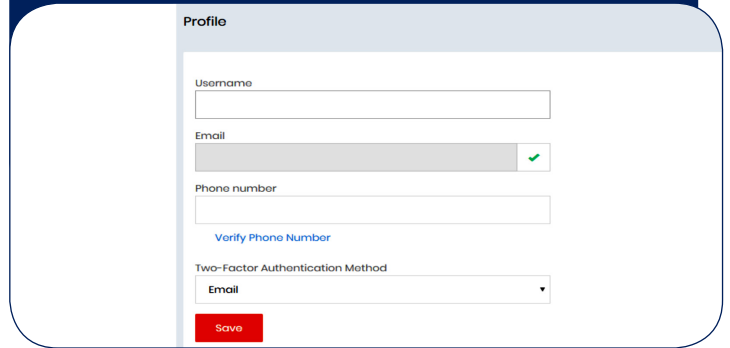 Profile
Username
Email
Phone number
Verify Phone Number
Two-Factor Authentication Method
Email
Save